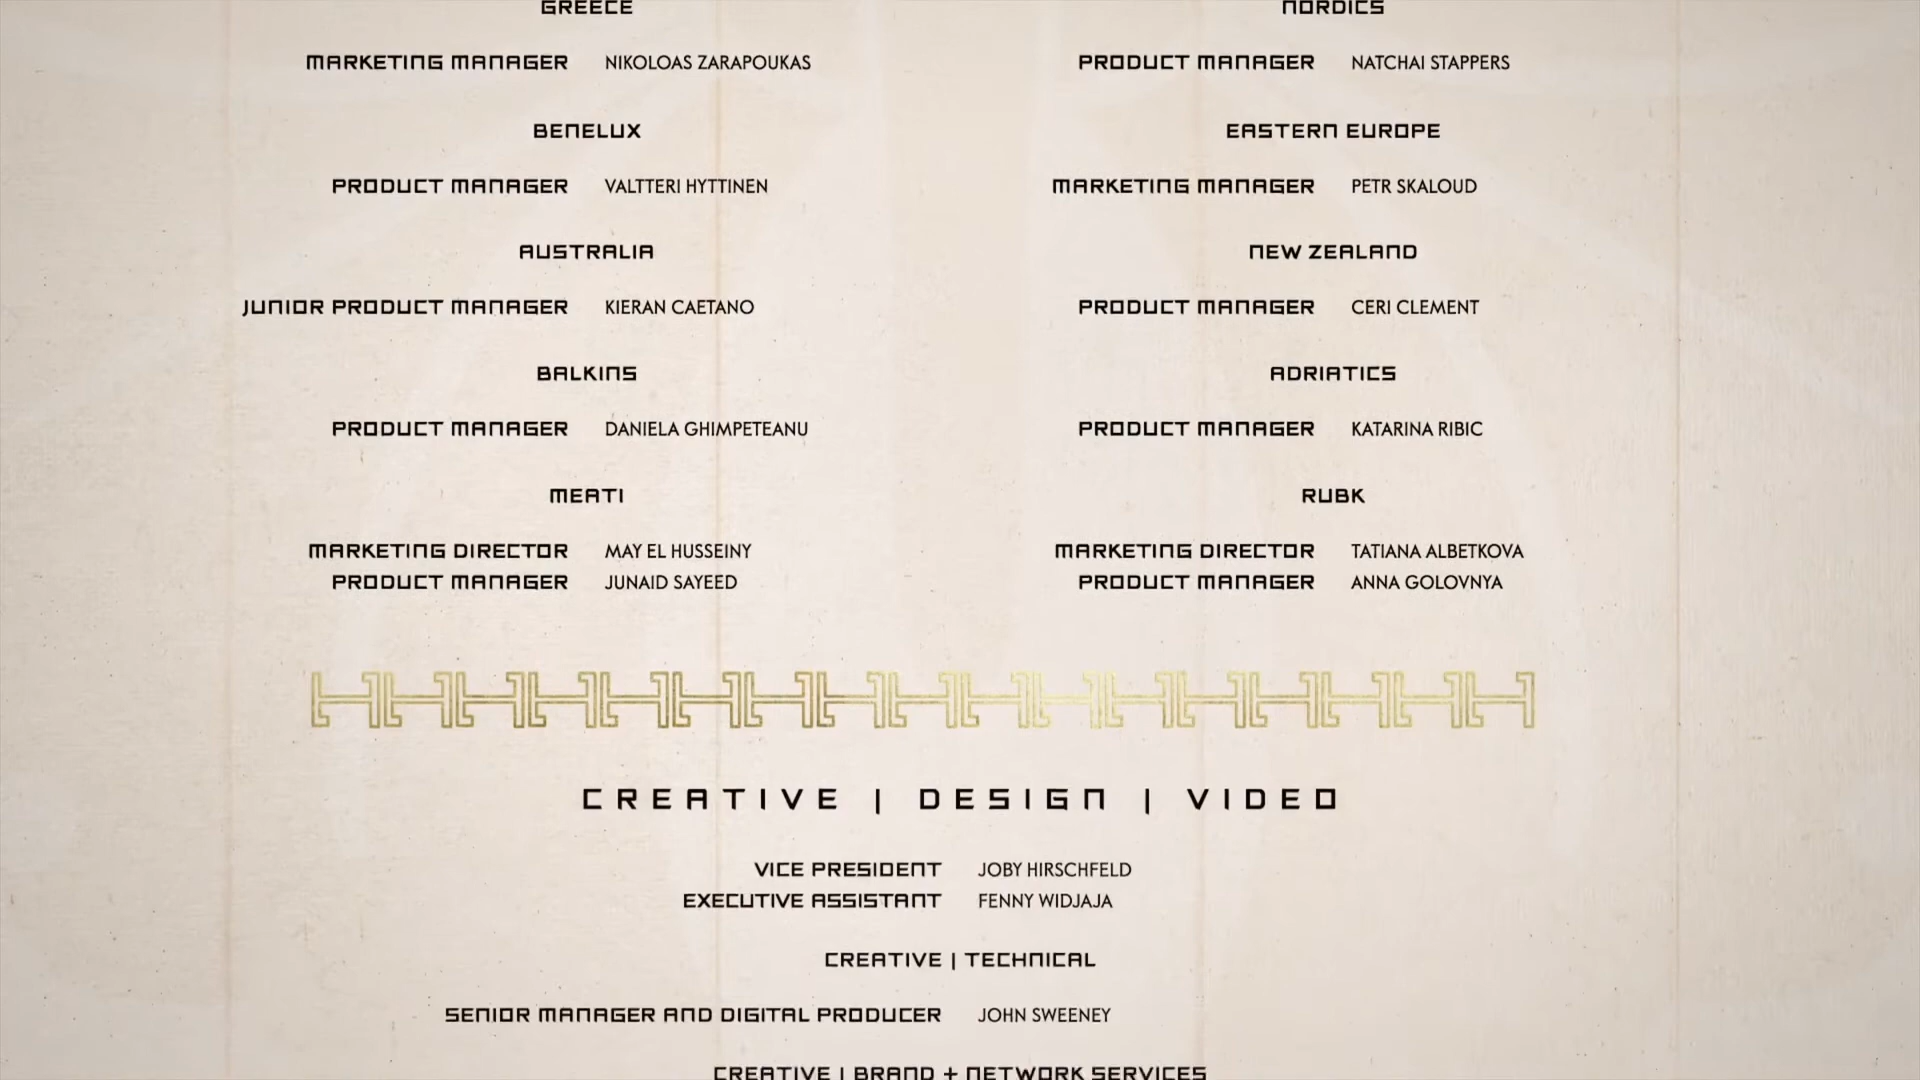 GREECE
MARKETING MANAGER NIKOLOAS ZARAPOUKAS
BENELUX
PRODUCT MANAGER VALTTERI HYTTINEN
AUSTRALIA
JUNIOR PRODUCT MANAGER KIERAN CAETANO
BALKINS
PRODUCT MANAGER DANIELA GHIMPETEANU
MEATI
MARKETING DIRECTOR MAY EL HUSSEINY
PRODUCT MANAGER JUNAID SAYEED
NORDICS
PRODUCT MANAGER NATCHAI STAPPERS
EASTERN EUROPE
MARKETING MANAGER PETR SKALOUD
NEW ZEALAND
PRODUCT MANAGER CERI CLEMENT
ADRIATICS
PRODUCT MANAGER KATARINA RIBIC
RUBK
MARKETING DIRECTOR TATIANA ALBETKOVA
PRODUCT MANAGER ANNA GOLOVNYA
CREATIVE | DESIGN | VIDEO
VICE PRESIDENT JOBY HIRSCHFELD
EXECUTIVE ASSISTANT FENNY WIDJAJA
CREATIVE | TECHNICAL
SENIOR MANAGER AND DIGITAL PRODUCER JOHN SWEENEY
CREATIVE | BRAND + NETWORK SERVICES